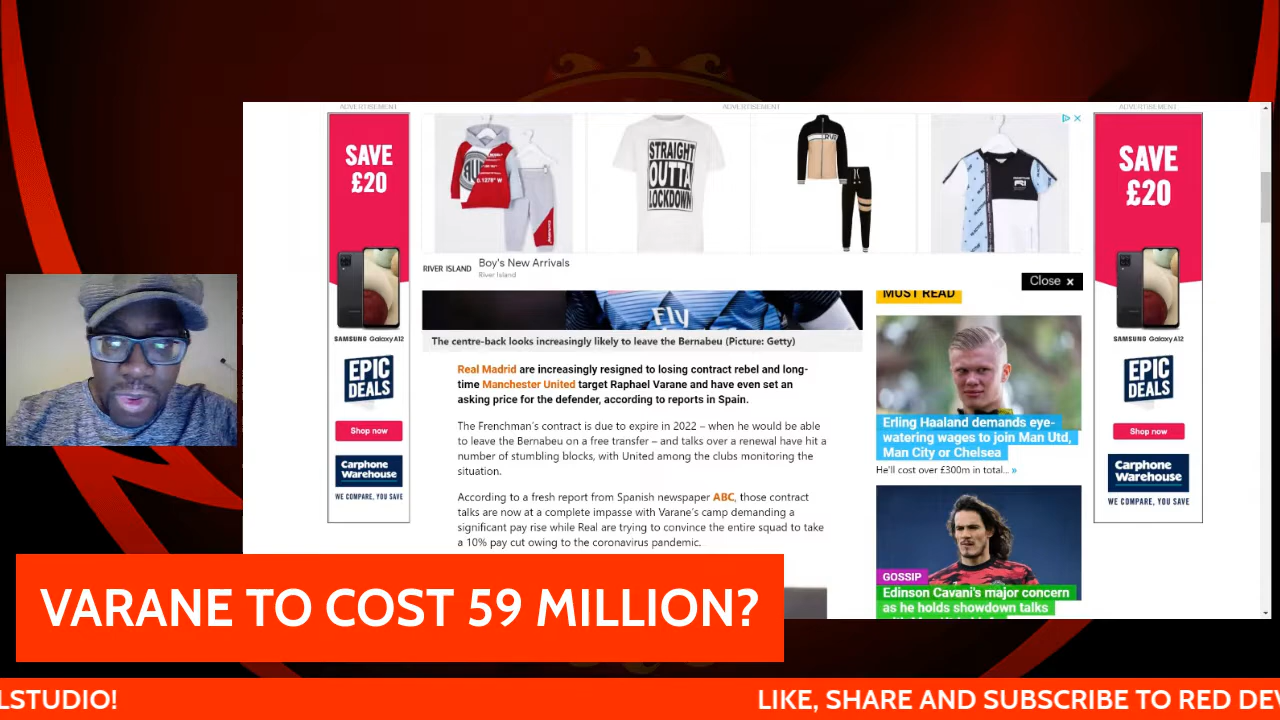 ADVERTISEMENT
ADVERTISEMENT
ADVERTISEMENT
SAVE
£20
STRAIGHT
OUTTA
LOCKDOWN
SAVE
£20
RIVER ISLAND
Boy's New Arrivals
River Island
Close x
MUST READ
Fly
The centre-back looks increasingly likely to leave the Bernabeu (Picture: Getty)
Real Madrid are increasingly resigned to losing contract rebel and long-
time Manchester United target Raphael Varane and have even set an
asking price for the defender, according to reports in Spain.
The Frenchman's contract is due to expire in 2022 – when he would be able
to leave the Bernabeu on a free transfer – and talks over a renewal have hit a
number of stumbling blocks, with United among the clubs monitoring the
situation.
According to a fresh report from Spanish newspaper ABC, those contract
talks are now at a complete impasse with Varane's camp demanding a
significant pay rise while Real are trying to convince the entire squad to take
a 10% pay cut owing to the coronavirus pandemic.
SAMSUNG Galaxy A12
EPIC
DEALS
Shop now
Carphone
Warehouse
WE COMPARE, YOU SAVE
Erling Haaland demands eye-
watering wages to join Man Utd,
Man City or Chelsea
He'll cost over £300m in total... »
GOSSIP
Edinson Cavani's major concern
as he holds showdown talks
SAMSUNG Galaxy A12
EPIC
DEALS
Shop now
Carphone
Warehouse
WE COMPARE, YOU SAVE
VARANE TO COST 59 MILLION?
LSTUDIO!
LIKE, SHARE AND SUBSCRIBE TO RED DEV